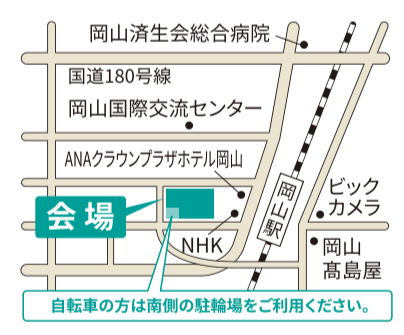 岡山済生会総合病院
国道180号線
岡山国際交流センター
ANAクラウンプラザホテル岡山
会場
NHK
岡山駅
ビック
カメラ
岡山
髙島屋
自転車の方は南側の駐輪場をご利用ください。